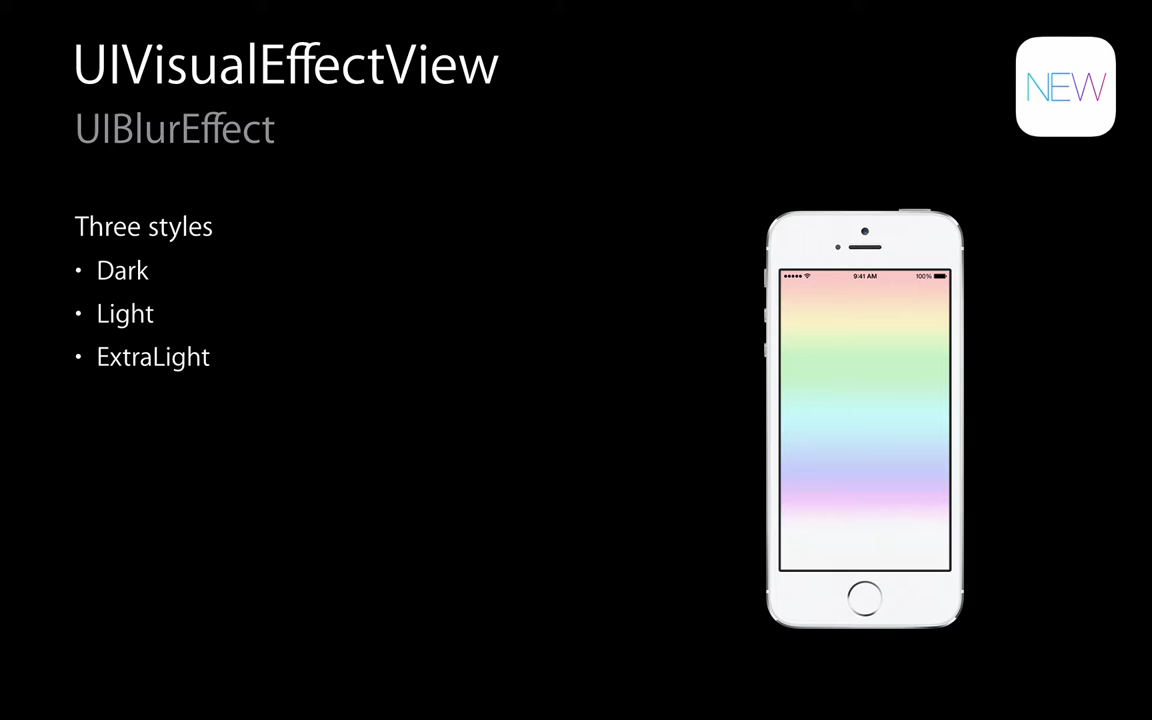 UIVisualEffectView
UIBlurEffect
NEW
Three styles
• Dark
• Light
• ExtraLight
9:41 AM
100%